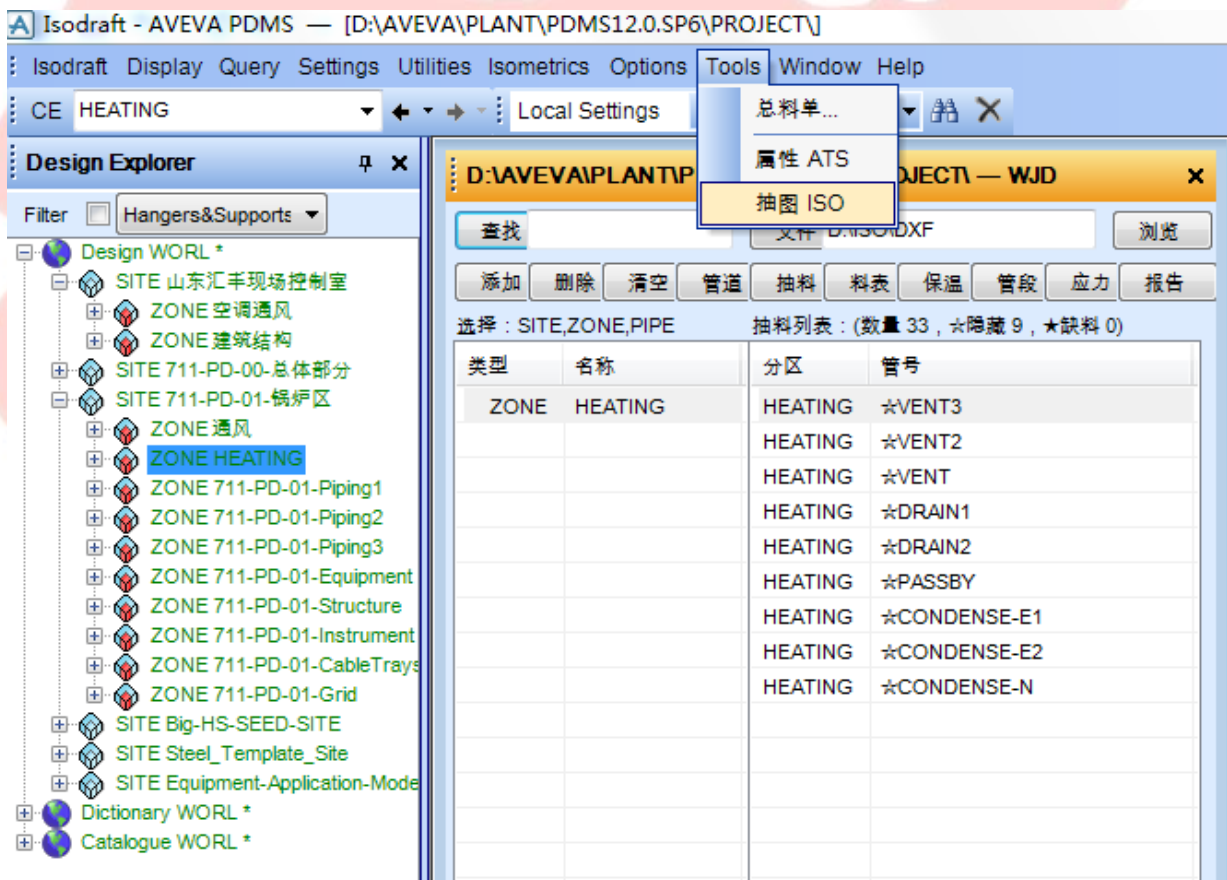 Isodraft - AVEVA PDMS — [D:\AVEVA\PLANT\PDMS12.0.SP6\PROJECT\]
Isodraft Display Query Settings Utilities Isometrics Options Tools Window Help
CE HEATING Local Settings
总料单...
属性 ATS
抽图 ISO
Design Explorer
Filter Hangers&Supports
Design WORL *
SITE 山东汇丰现场控制室
ZONE 空调通风
ZONE 建筑结构
SITE 711-PD-00-总体部分
SITE 711-PD-01-锅炉区
ZONE 通风
ZONE HEATING
ZONE 711-PD-01-Piping1
ZONE 711-PD-01-Piping2
ZONE 711-PD-01-Piping3
ZONE 711-PD-01-Equipment
ZONE 711-PD-01-Structure
ZONE 711-PD-01-Instrument
ZONE 711-PD-01-CableTrays
ZONE 711-PD-01-Grid
SITE Big-HS-SEED-SITE
SITE Steel_Template_Site
SITE Equipment-Application-Mode
Dictionary WORL *
Catalogue WORL *
D:\AVEVA\PLANT\P OJECT\ — WJD
查找 文件 D:\ISO\DXF 浏览
添加 删除 清空 管道 抽料 料表 保温 管段 应力 报告
选择：SITE,ZONE,PIPE 抽料列表：(数量 33，☆隐藏 9，★缺料 0)
类型 名称 分区 管号
ZONE HEATING HEATING ☆VENT3
HEATING ☆VENT2
HEATING ☆VENT
HEATING ☆DRAIN1
HEATING ☆DRAIN2
HEATING ☆PASSBY
HEATING ☆CONDENSE-E1
HEATING ☆CONDENSE-E2
HEATING ☆CONDENSE-N